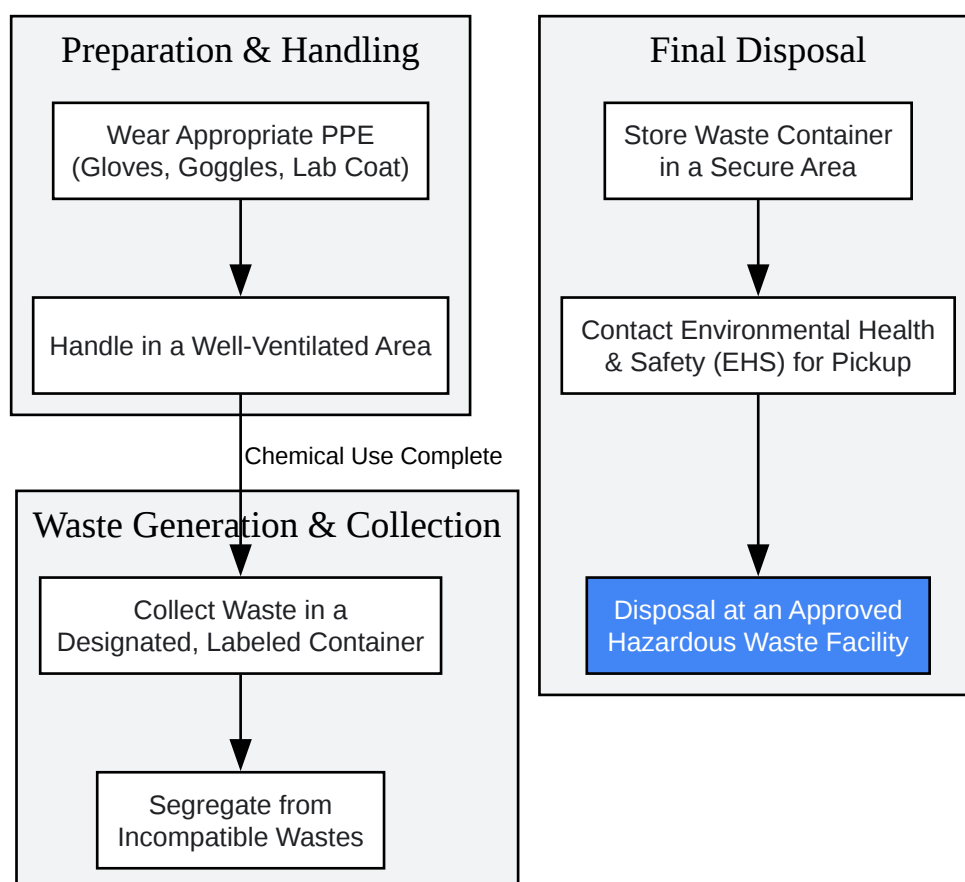 Preparation & Handling
Wear Appropriate PPE
(Gloves, Goggles, Lab Coat)
Handle in a Well-Ventilated Area
Chemical Use Complete
Waste Generation & Collection
Collect Waste in a
Designated, Labeled Container
Segregate from
Incompatible Wastes
Final Disposal
Store Waste Container
in a Secure Area
Contact Environmental Health
& Safety (EHS) for Pickup
Disposal at an Approved
Hazardous Waste Facility